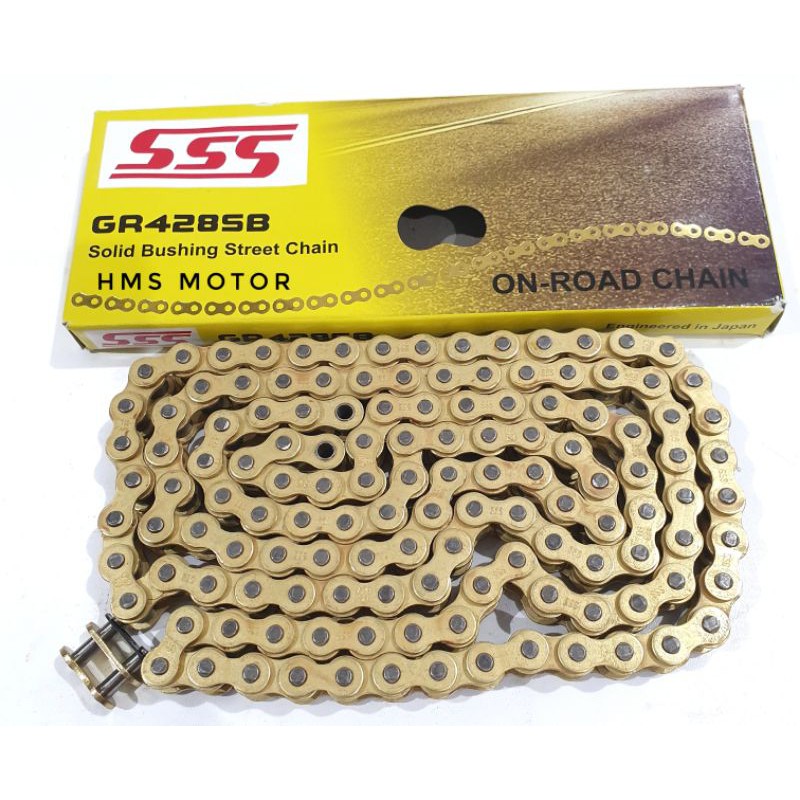 SSS
GR428SB
Solid Bushing Street Chain
HMS MOTOR
ON-ROAD CHAIN
Engineered in Japan
SSS
GR428SB